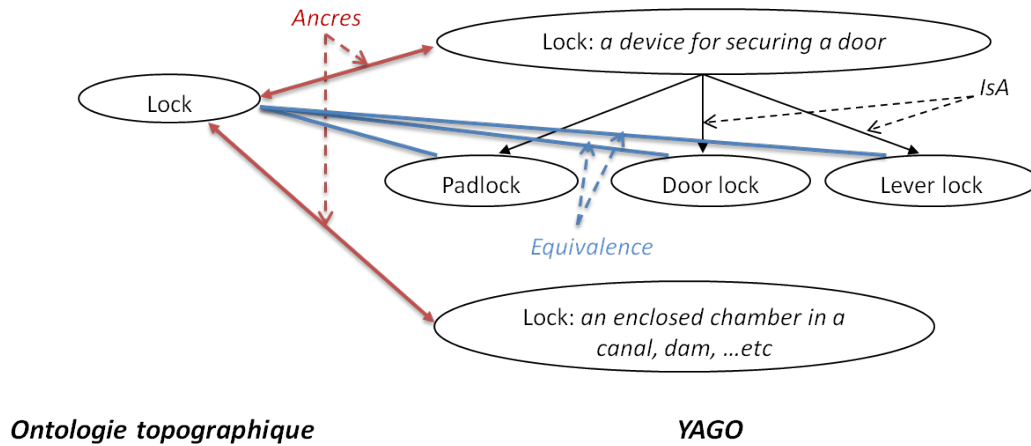 Ancres
Lock: a device for securing a door
Lock
IsA
Padlock
Door lock
Lever lock
Equivalence
Lock: an enclosed chamber in a
canal, dam, ...etc
Ontologie topographique
YAGO